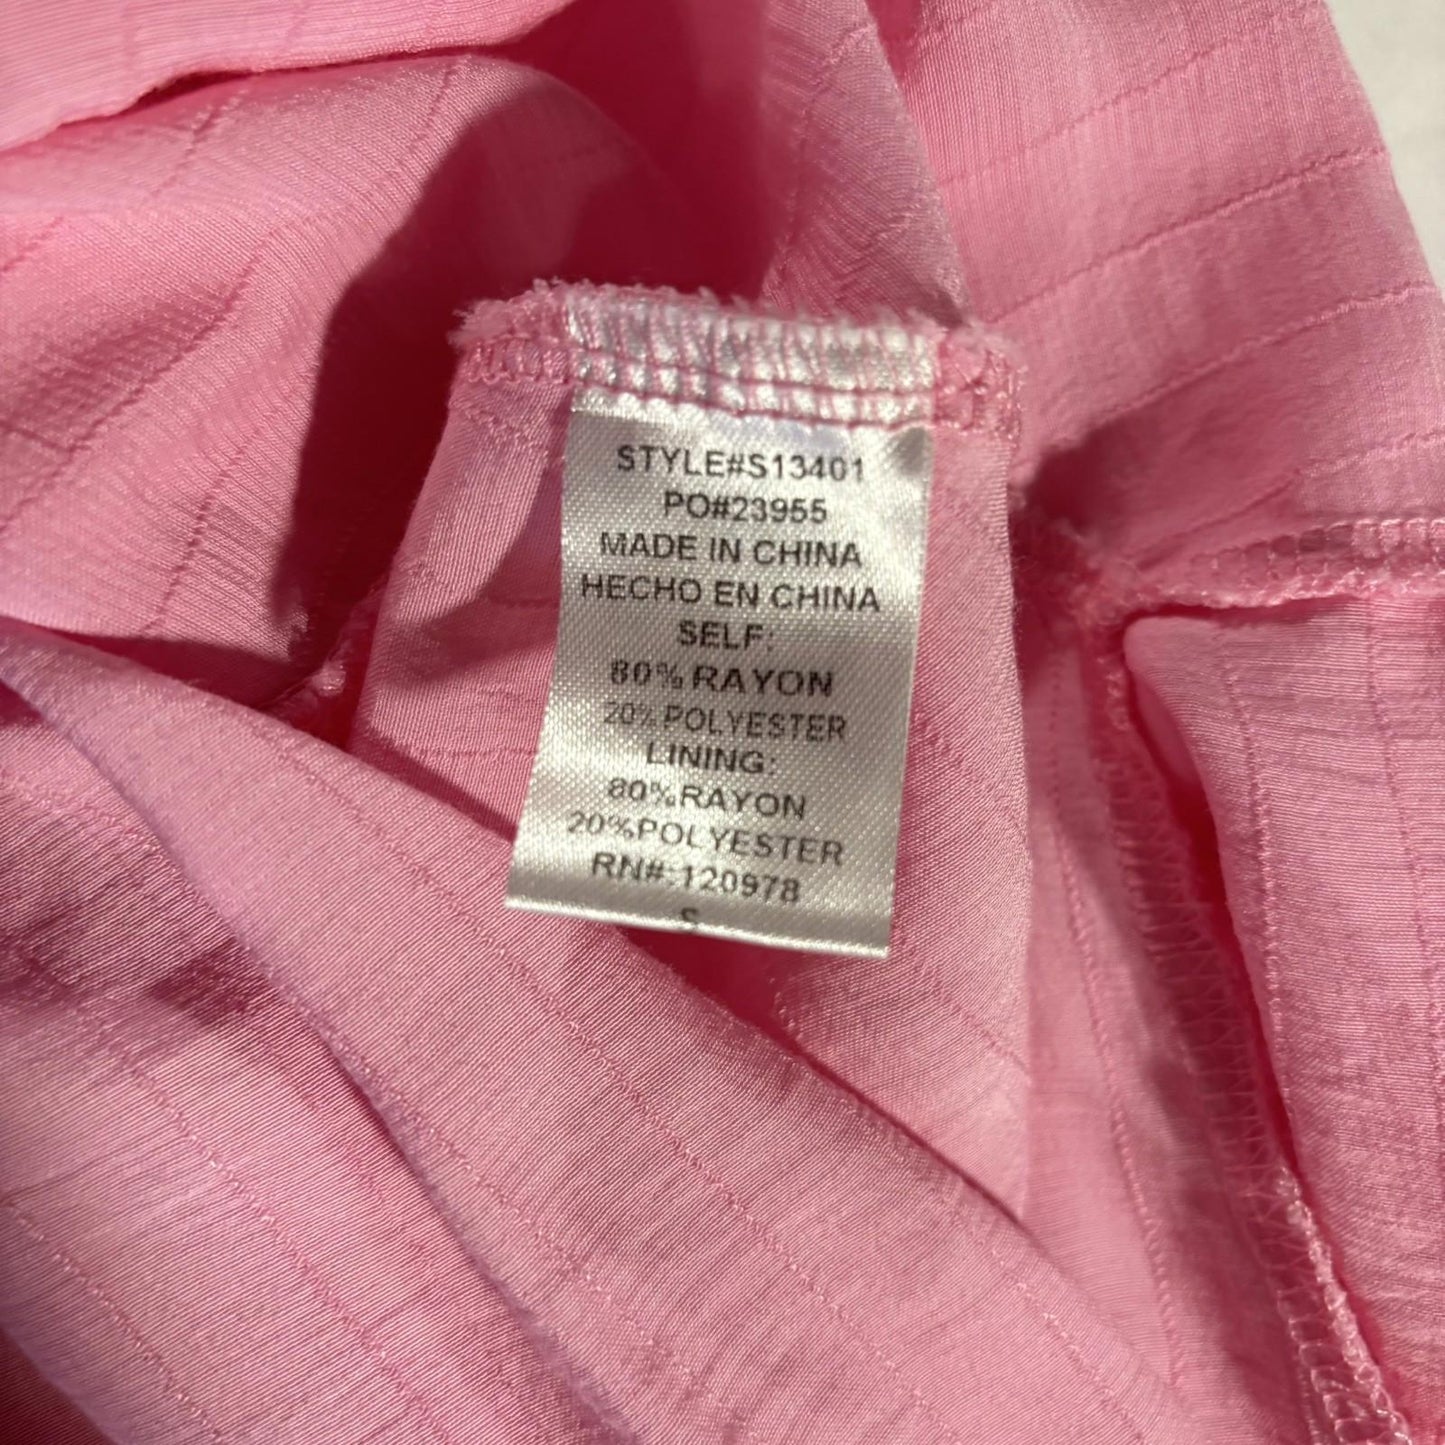 STYLE#S13401
PO#23955
MADE IN CHINA
HECHO EN CHINA
SELF:
80% RAYON
20% POLYESTER
LINING:
80%RAYON
20%POLYESTER
RN#:120978
S